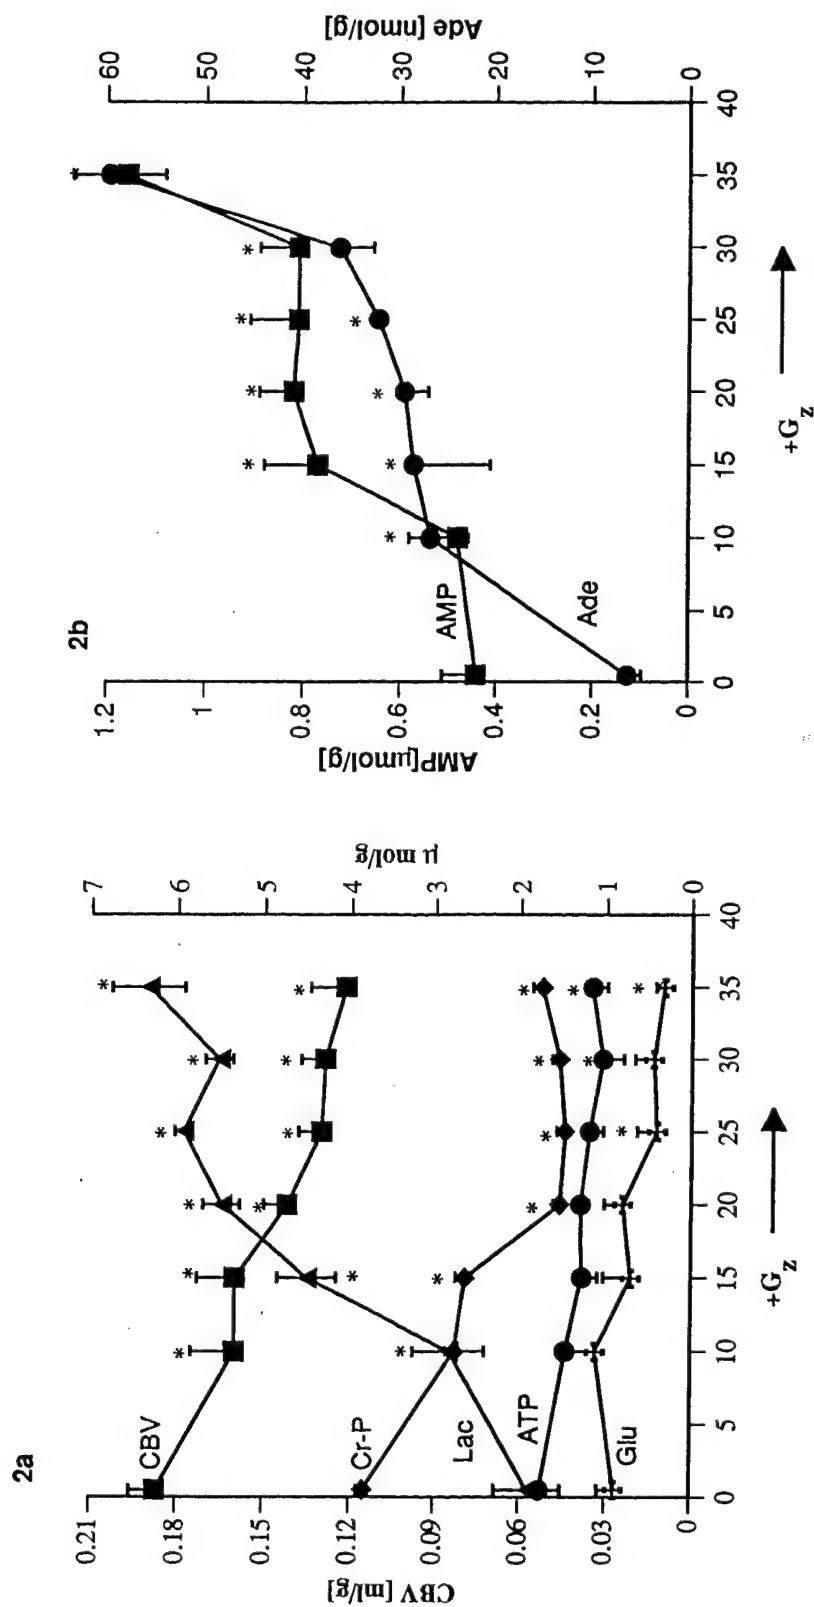 2a
CBV [ml/g]
0.21
0.18
0.15
0.12
0.09
0.06
0.03
0
μ mol/g
7
6
5
4
3
2
1
0
CBV
Cr-P
Lac
ATP
Glu
* * * * * *
* * * * *
* * * * * *
* *
* *
0 5 10 15 20 25 30 35 40
+Gz
2b
AMP[μmol/g]
1.2
1
0.8
0.6
0.4
0.2
0
Ade [nmol/g]
60
50
40
30
20
10
0
AMP
Ade
* * * * *
* * * *
0 5 10 15 20 25 30 35 40
+Gz